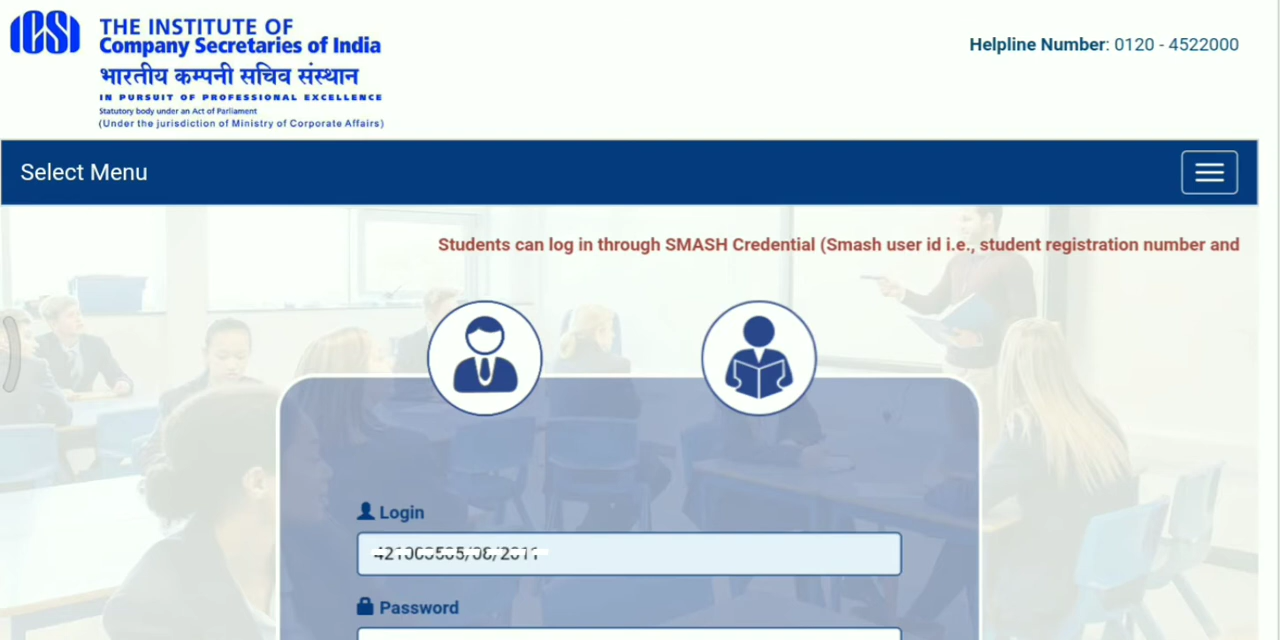 ICSI
THE INSTITUTE OF
Company Secretaries of India
भारतीय कम्पनी सचिव संस्थान
IN PURSUIT OF PROFESSIONAL EXCELLENCE
Statutory body under an Act of Parliament
(Under the jurisdiction of Ministry of Corporate Affairs)
Helpline Number: 0120 - 4522000
Select Menu
Students can log in through SMASH Credential (Smash user id i.e., student registration number and
Login
Password